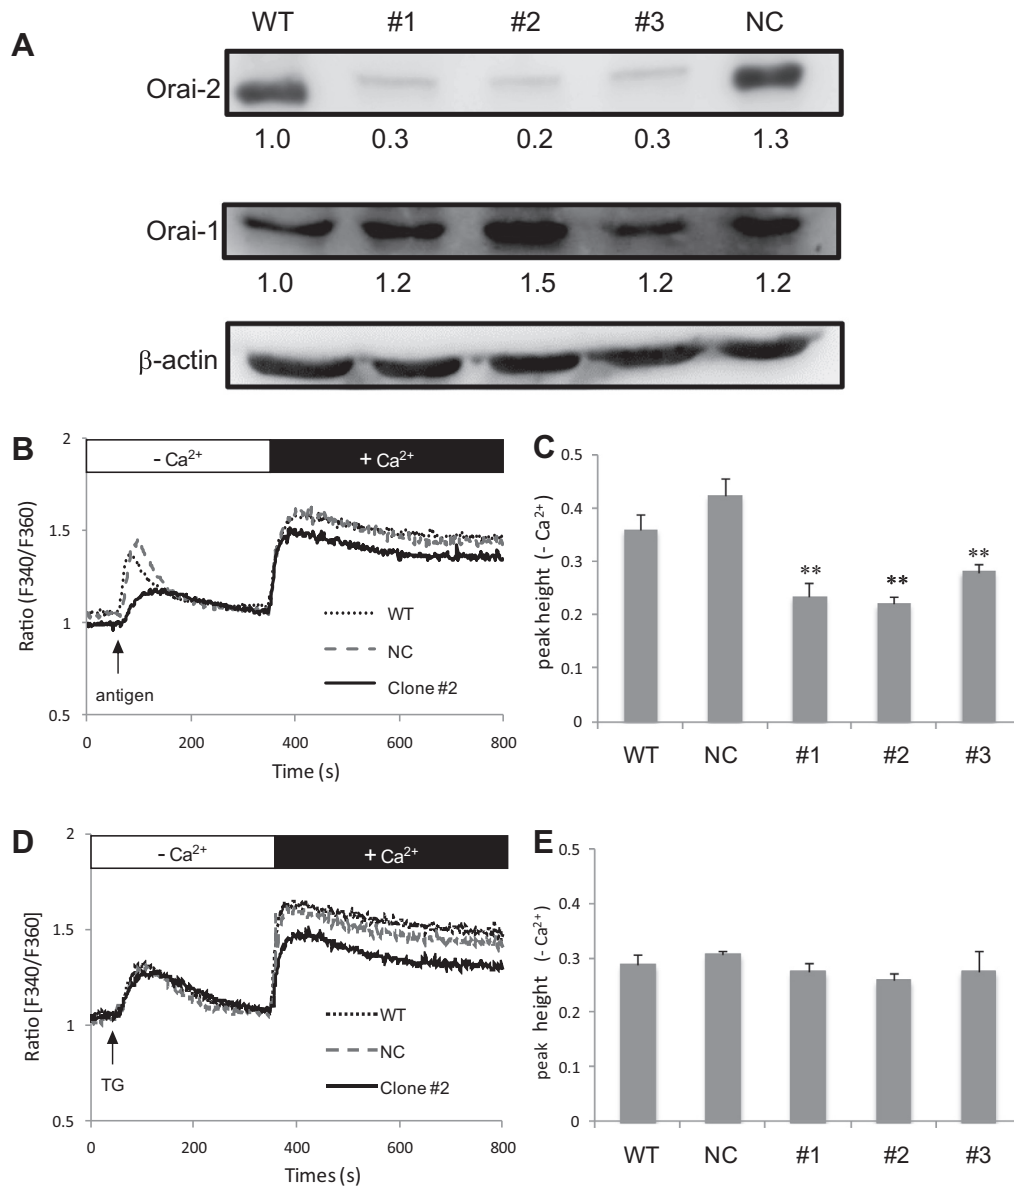 A
WT #1 #2 #3 NC
Orai-2
1.0 0.3 0.2 0.3 1.3
Orai-1
1.0 1.2 1.5 1.2 1.2
β-actin
B
2
1.5
1
0.5
Ratio (F340/F360)
- Ca²⁺ + Ca²⁺
WT
NC
Clone #2
antigen
0 200 400 600 800
Time (s)
C
0.5
0.4
0.3
0.2
0.1
0
peak height (- Ca²⁺)
** ** **
WT NC #1 #2 #3
D
2
1.5
1
0.5
Ratio [F340/F360]
- Ca²⁺ + Ca²⁺
WT
NC
Clone #2
TG
0 200 400 600 800
Times (s)
E
0.5
0.4
0.3
0.2
0.1
0
peak height (- Ca²⁺)
WT NC #1 #2 #3